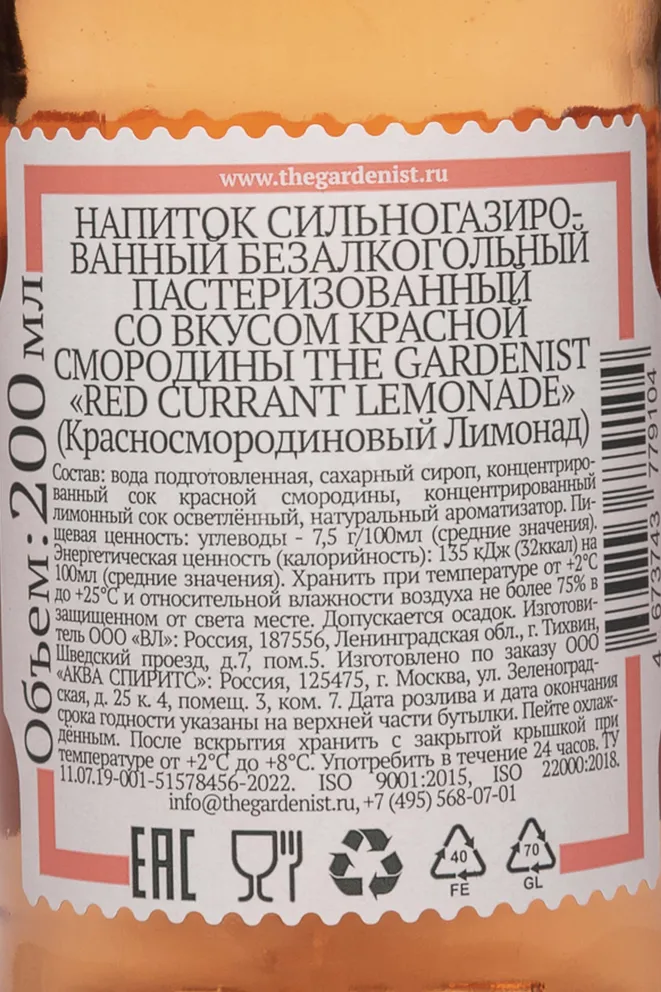 www.thegardenist.ru
НАПИТОК СИЛЬНОГАЗИРО-
ВАННЫЙ БЕЗАЛКОГОЛЬНЫЙ
ПАСТЕРИЗОВАННЫЙ
СО ВКУСОМ КРАСНОЙ
СМОРОДИНЫ THE GARDENIST
«RED CURRANT LEMONADE»
(Красносмородиновый Лимонад)
Состав: вода подготовленная, сахарный сироп, концентриро-
ванный сок красной смородины, концентрированный
лимонный сок осветлённый, натуральный ароматизатор. Пи-
щевая ценность: углеводы - 7,5 г/100мл (средние значения).
Энергетическая ценность (калорийность): 135 кДж (32ккал) на
100мл (средние значения). Хранить при температуре от +2°С
до +25°С и относительной влажности воздуха не более 75% в
защищенном от света месте. Допускается осадок. Изготови-
тель ООО «ВЛ»: Россия, 187556, Ленинградская обл., г. Тихвин,
Шведский проезд, д.7, пом.5. Изготовлено по заказу ООО
«АКВА СПИРИТС»: Россия, 125475, г. Москва, ул. Зеленоград-
ская, д. 25 к. 4, помещ. 3, ком. 7. Дата розлива и дата окончания
срока годности указаны на верхней части бутылки. Пейте охлаж-
дённым. После вскрытия хранить с закрытой крышкой при
температуре от +2°С до +8°С. Употребить в течение 24 часов. ТУ
11.07.19-001-51578456-2022. ISO 9001:2015, ISO 22000:2018.
info@thegardenist.ru, +7 (495) 568-07-01
Объем: 200 мл
4 673743 779104
EAC
40
FE
70
GL